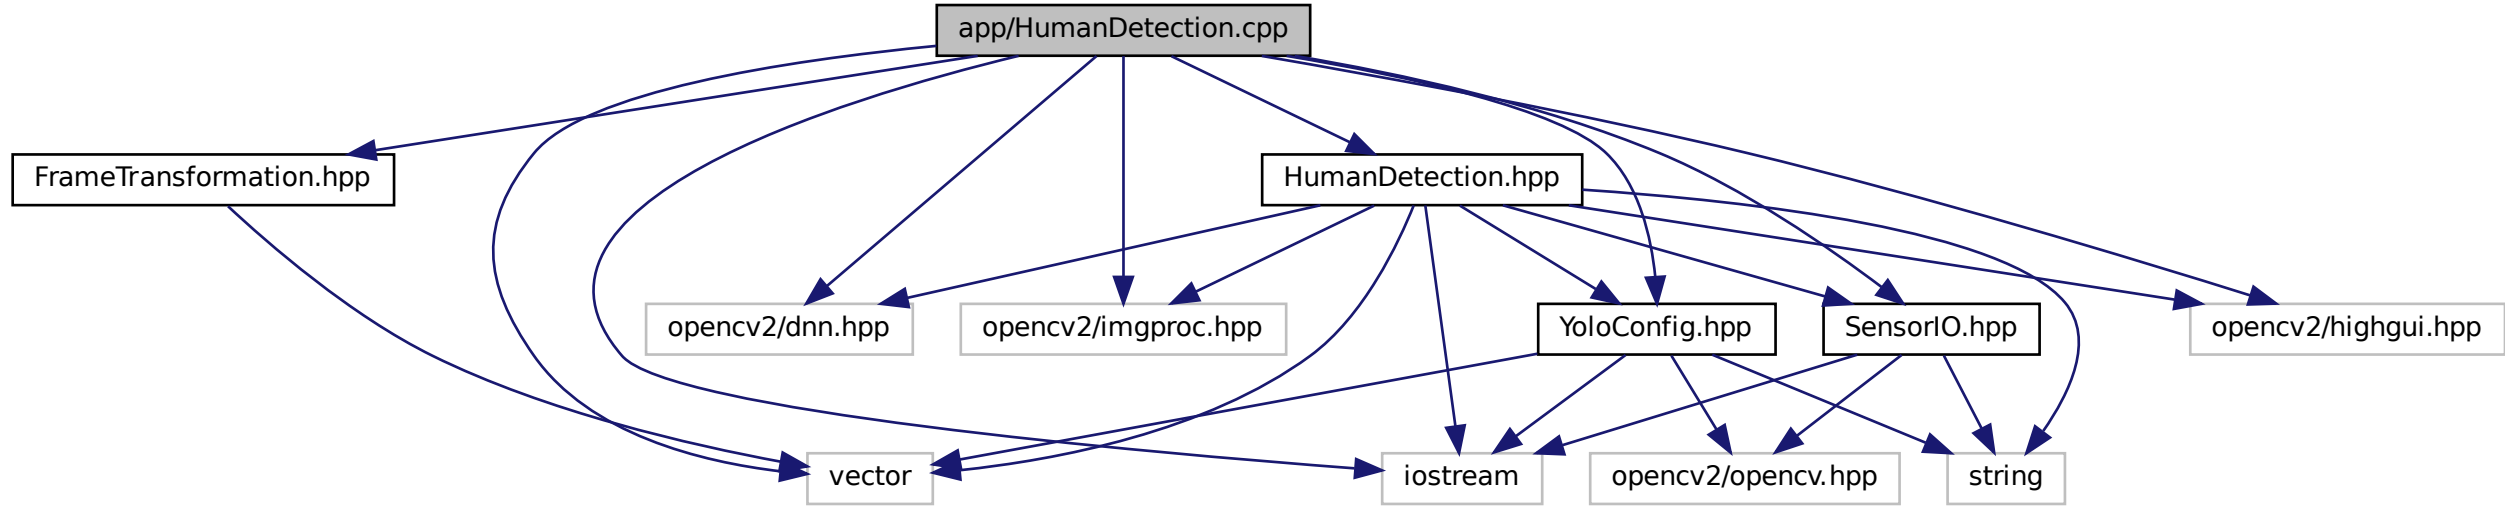 app/HumanDetection.cpp
FrameTransformation.hpp
HumanDetection.hpp
opencv2/dnn.hpp
opencv2/imgproc.hpp
YoloConfig.hpp
SensorIO.hpp
opencv2/highgui.hpp
vector
iostream
opencv2/opencv.hpp
string